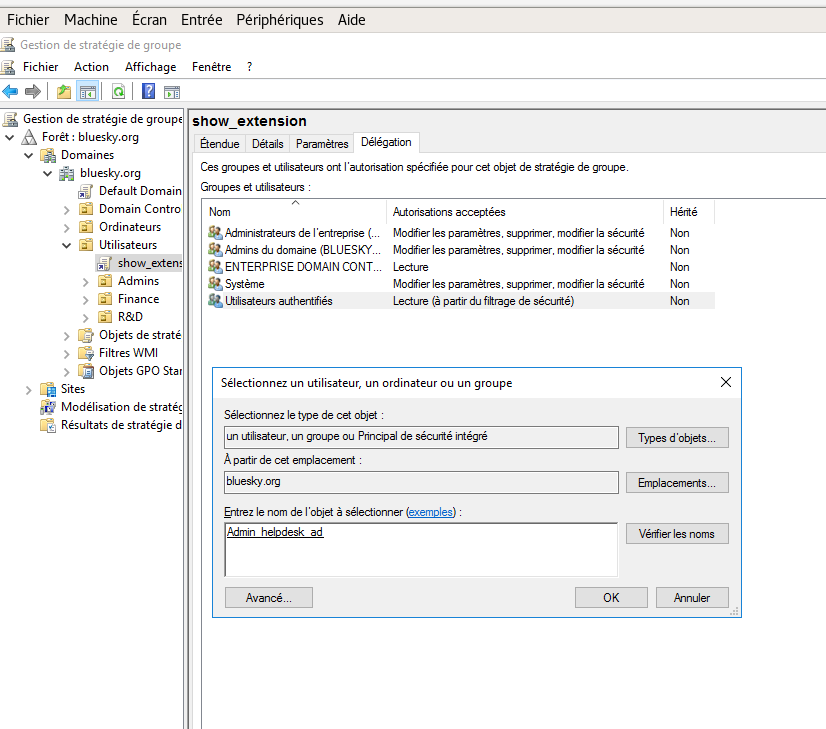 Fichier Machine Écran Entrée Périphériques Aide
Gestion de stratégie de groupe
Fichier Action Affichage Fenêtre ?
Gestion de stratégie de groupe
Forêt : bluesky.org
Domaines
bluesky.org
Default Domain
Domain Contro
Ordinateurs
Utilisateurs
show_extens
Admins
Finance
R&D
Objets de straté
Filtres WMI
Objets GPO Star
Sites
Modélisation de stratég
Résultats de stratégie d
show_extension
Étendue Détails Paramètres Délégation
Ces groupes et utilisateurs ont l'autorisation spécifiée pour cet objet de stratégie de groupe.
Groupes et utilisateurs :
Nom Autorisations acceptées Hérité
Administrateurs de l'entreprise (... Modifier les paramètres, supprimer, modifier la sécurité Non
Admins du domaine (BLUESKY... Modifier les paramètres, supprimer, modifier la sécurité Non
ENTERPRISE DOMAIN CONT... Lecture Non
Système Modifier les paramètres, supprimer, modifier la sécurité Non
Utilisateurs authentifiés Lecture (à partir du filtrage de sécurité) Non
Sélectionnez un utilisateur, un ordinateur ou un groupe
Sélectionnez le type de cet objet :
un utilisateur, un groupe ou Principal de sécurité intégré Types d'objets...
À partir de cet emplacement :
bluesky.org Emplacements...
Entrez le nom de l'objet à sélectionner (exemples) :
Admin_helpdesk_ad Vérifier les noms
Avancé... OK Annuler